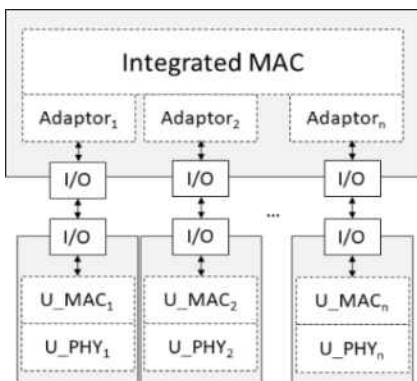 Integrated MAC
Adaptor₁ Adaptor₂ Adaptorₙ
I/O I/O I/O
...
I/O I/O I/O
U_MAC₁ U_MAC₂ U_MACₙ
U_PHY₁ U_PHY₂ U_PHYₙ